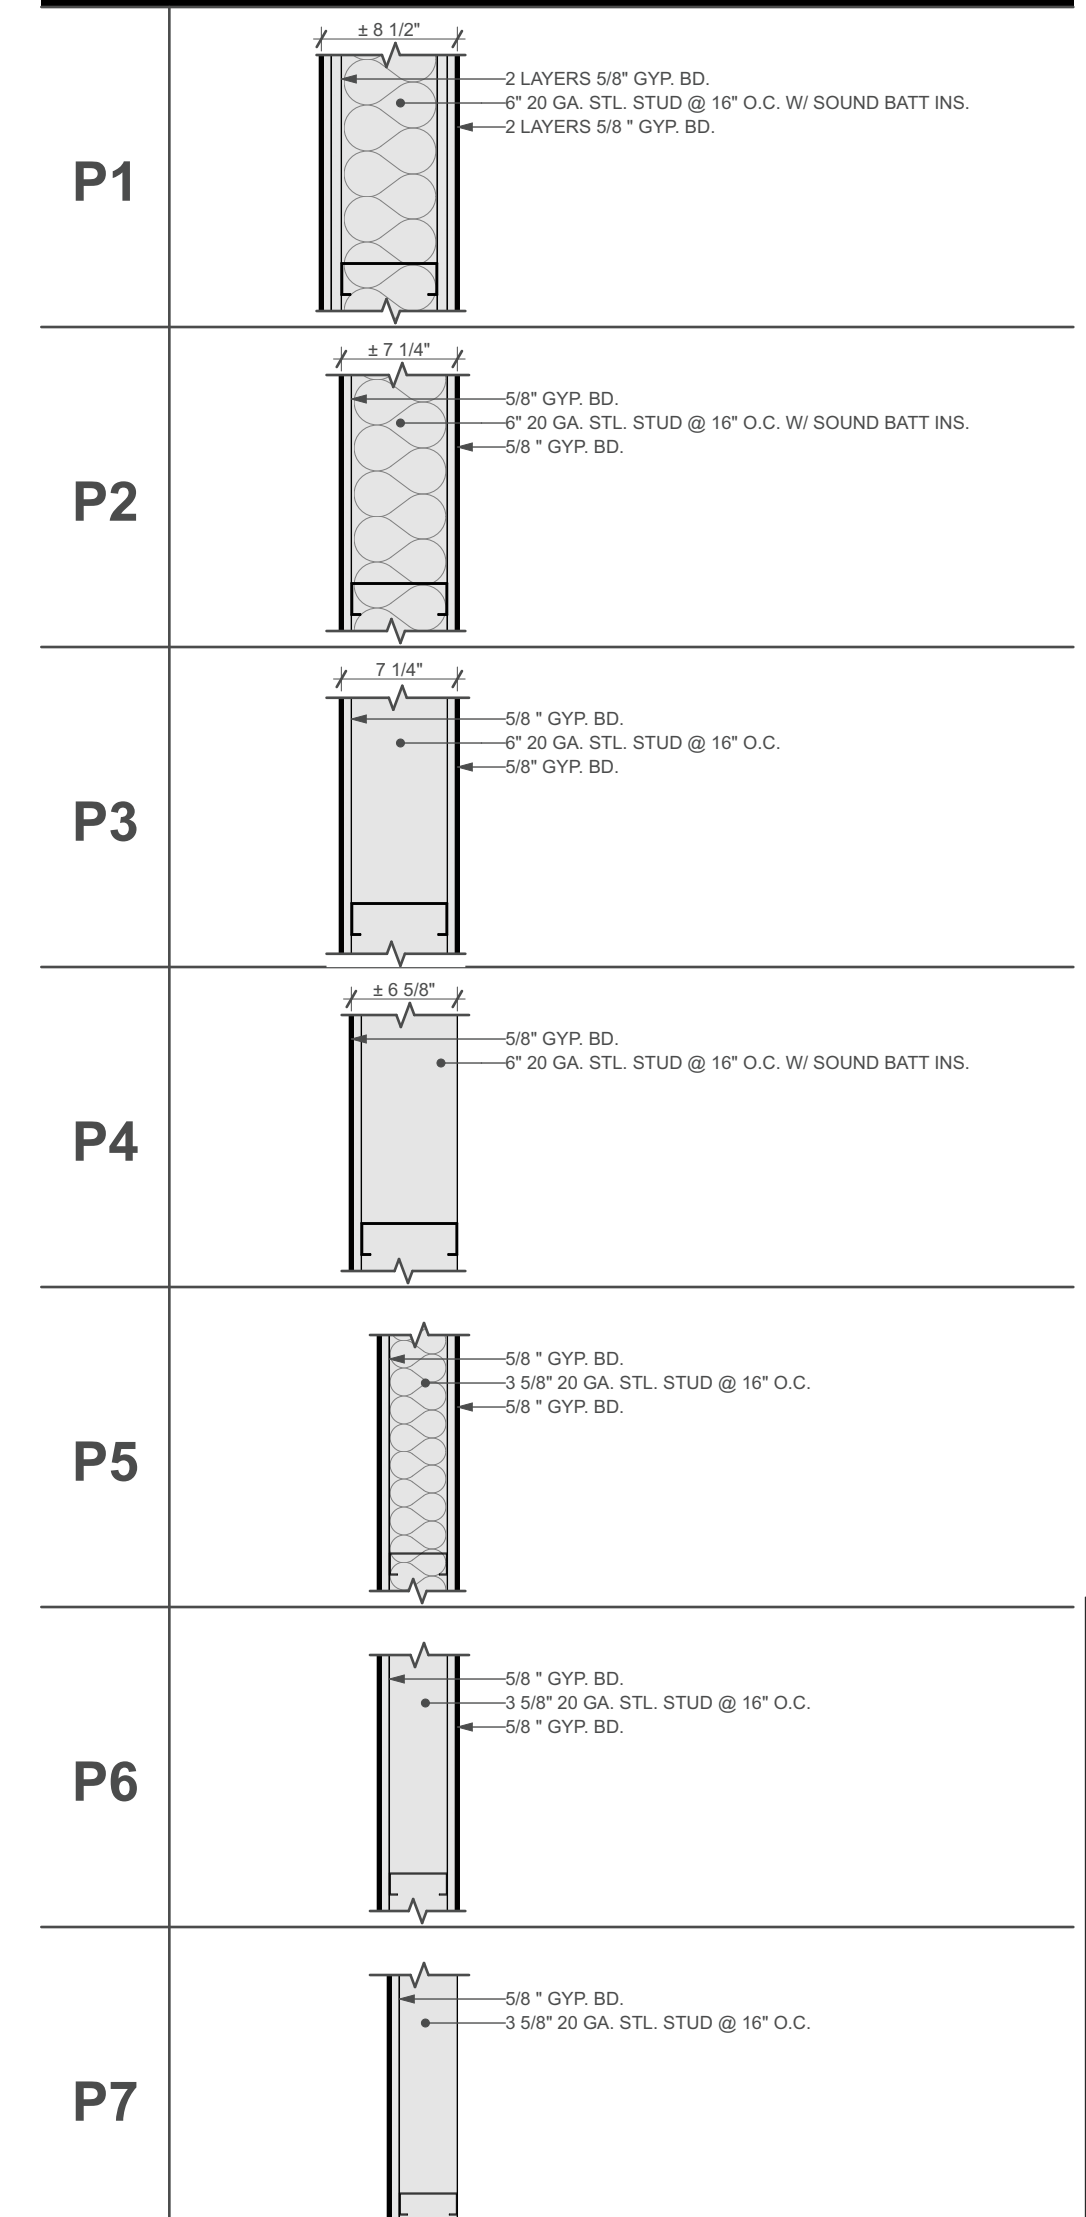 ± 8 1/2"
2 LAYERS 5/8" GYP. BD.
6" 20 GA. STL. STUD @ 16" O.C. W/ SOUND BATT INS.
2 LAYERS 5/8 " GYP. BD.
P1
± 7 1/4"
5/8" GYP. BD.
6" 20 GA. STL. STUD @ 16" O.C. W/ SOUND BATT INS.
5/8 " GYP. BD.
P2
7 1/4"
5/8 " GYP. BD.
6" 20 GA. STL. STUD @ 16" O.C.
5/8" GYP. BD.
P3
± 6 5/8"
5/8" GYP. BD.
6" 20 GA. STL. STUD @ 16" O.C. W/ SOUND BATT INS.
P4
5/8 " GYP. BD.
3 5/8" 20 GA. STL. STUD @ 16" O.C.
5/8 " GYP. BD.
P5
5/8 " GYP. BD.
3 5/8" 20 GA. STL. STUD @ 16" O.C.
5/8 " GYP. BD.
P6
5/8 " GYP. BD.
3 5/8" 20 GA. STL. STUD @ 16" O.C.
P7